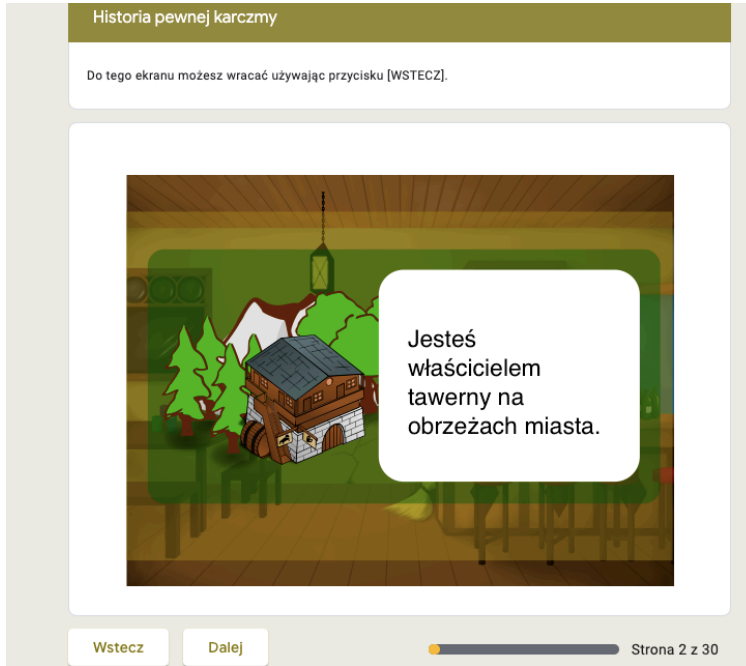 Historia pewnej karczmy
Do tego ekranu możesz wracać używając przycisku [WSTECZ].
Jesteś
właścicielem
tawerny na
obrzeżach miasta.
Wstecz
Dalej
Strona 2 z 30